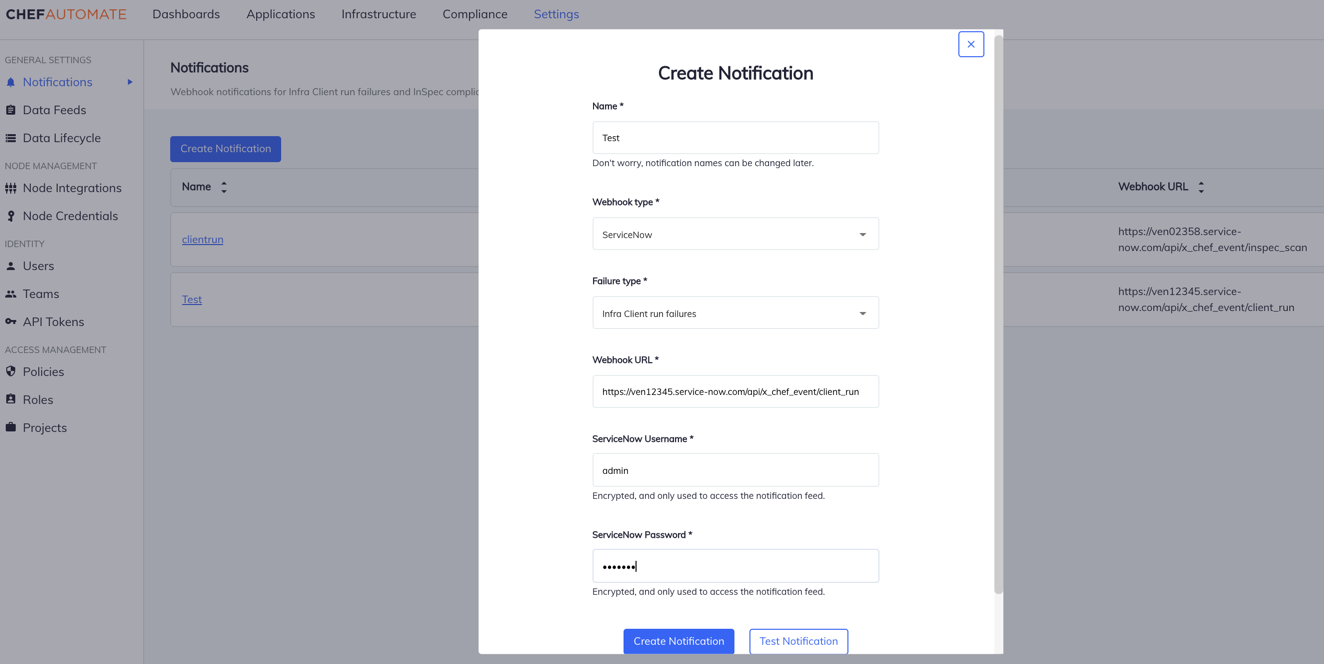 CHEFAUTOMATE Dashboards Applications Infrastructure Compliance Settings
GENERAL SETTINGS
Notifications
Data Feeds
Data Lifecycle
NODE MANAGEMENT
Node Integrations
Node Credentials
IDENTITY
Users
Teams
API Tokens
ACCESS MANAGEMENT
Policies
Roles
Projects
Notifications
Webhook notifications for Infra Client run failures and InSpec
Create Notification
Name
Webhook URL
clientrun
https://ven02358.service-
now.com/api/x_chef_event/inspec_scan
Test
https://ven12345.service-
now.com/api/x_chef_event/client_run
×
Create Notification
Name *
Test
Don't worry, notification names can be changed later.
Webhook type *
ServiceNow
Failure type *
Infra Client run failures
Webhook URL *
https://ven12345.service-now.com/api/x_chef_event/client_run
ServiceNow Username *
admin
Encrypted, and only used to access the notification feed.
ServiceNow Password *
•••••••
Encrypted, and only used to access the notification feed.
Create Notification Test Notification